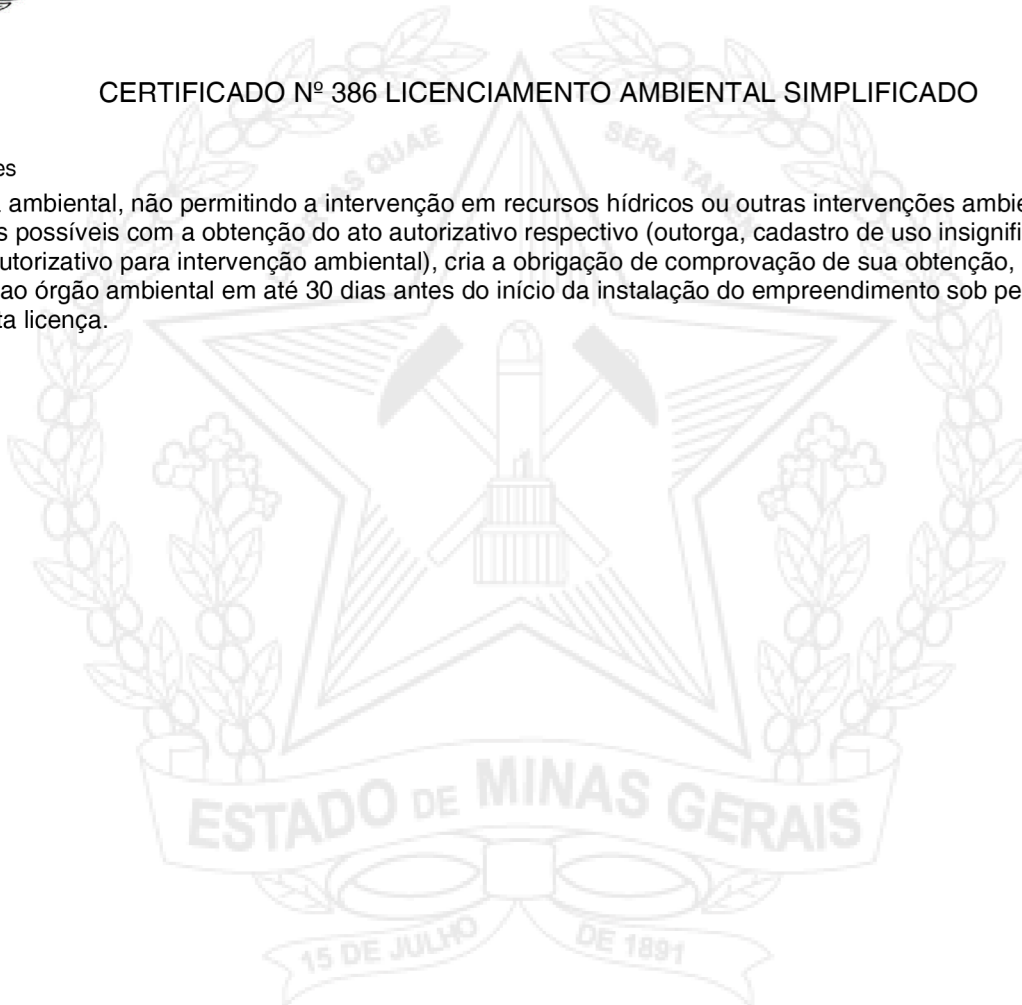 CERTIFICADO Nº 386 LICENCIAMENTO AMBIENTAL SIMPLIFICADO
es
ambiental, não permitindo a intervenção em recursos hídricos ou outras intervenções ambie
s possíveis com a obtenção do ato autorizativo respectivo (outorga, cadastro de uso insignifi
utorizativo para intervenção ambiental), cria a obrigação de comprovação de sua obtenção,
ao órgão ambiental em até 30 dias antes do início da instalação do empreendimento sob pe
ta licença.
QUAE SERA TAM
ESTADO DE MINAS GERAIS
15 DE JULHO DE 1891